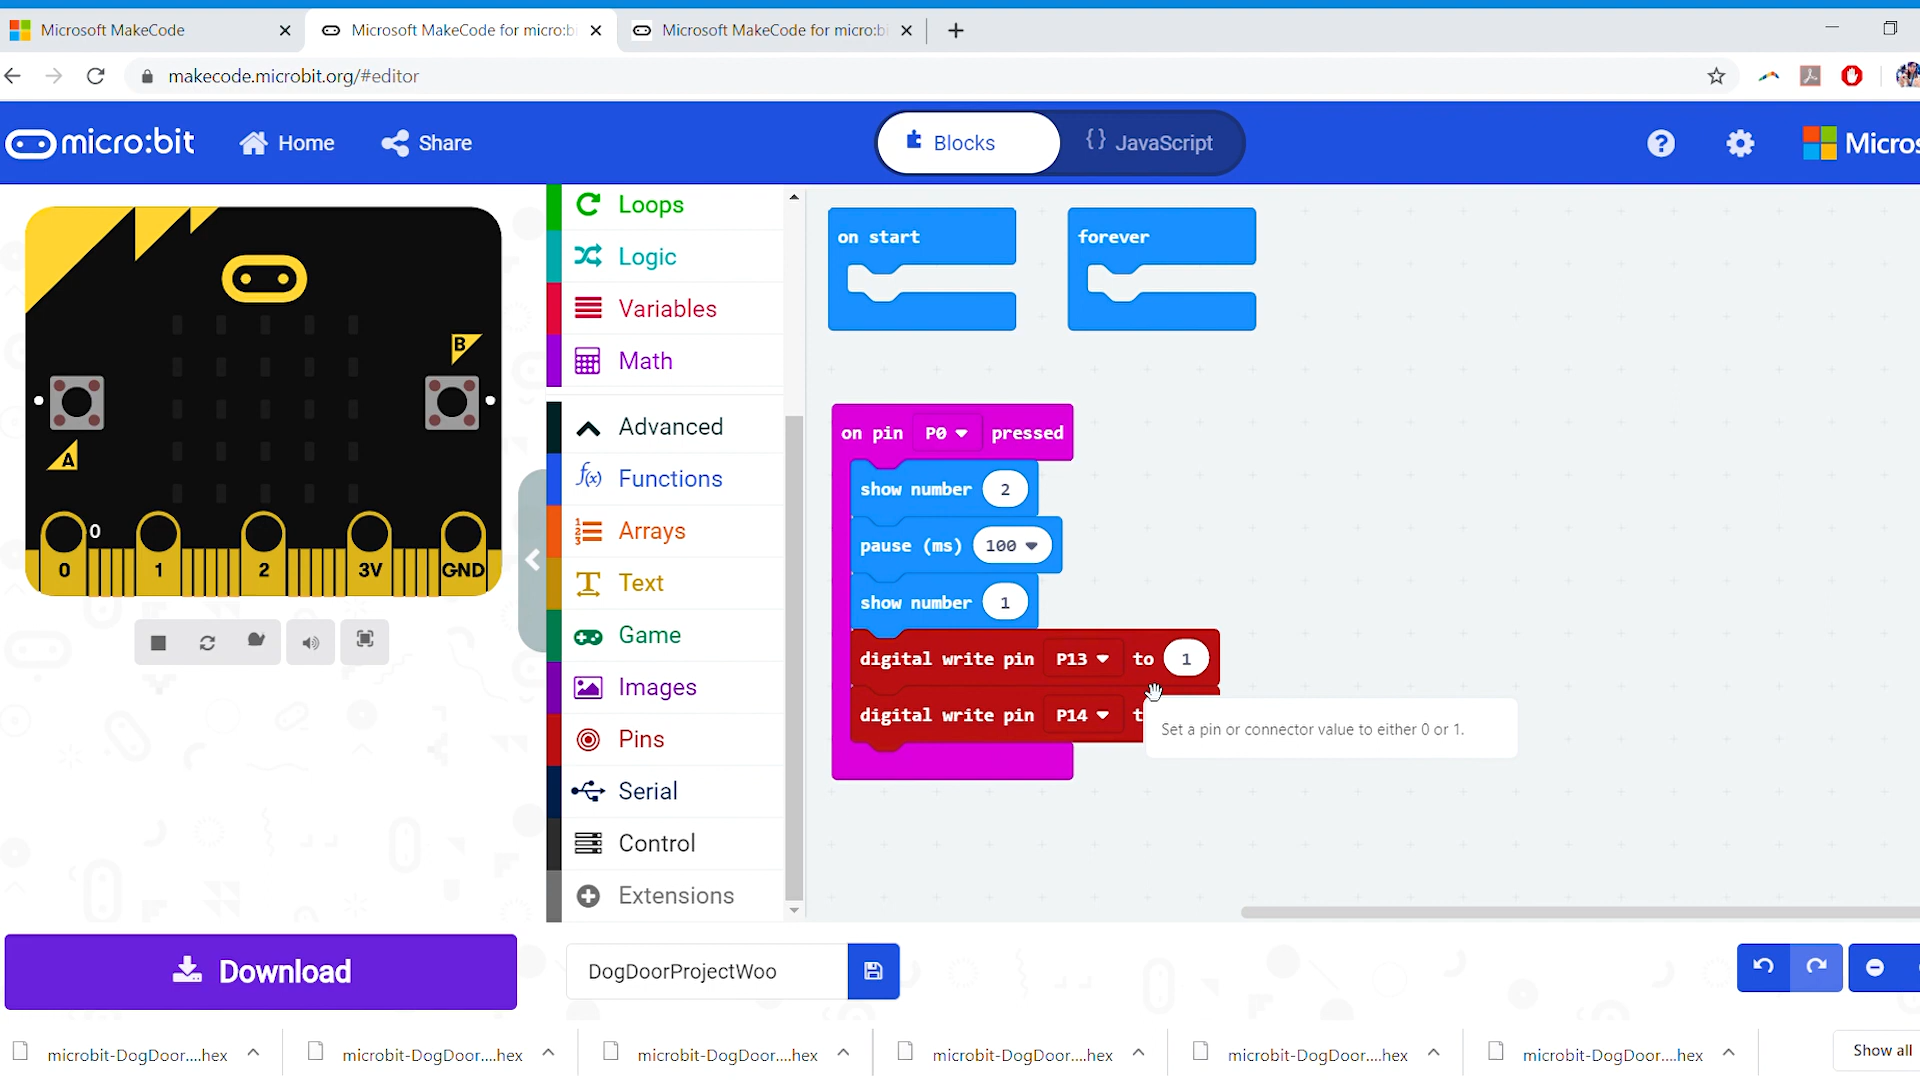 Microsoft MakeCode
Microsoft MakeCode for micro:bi
Microsoft MakeCode for micro:bi
makecode.microbit.org/#editor
micro:bit
Home
Share
Blocks
{} JavaScript
Micros
on start
forever
Loops
Logic
Variables
Math
Advanced
Functions
Arrays
Text
Game
Images
Pins
Serial
Control
Extensions
B
A
0
0
1
2
3V
GND
on pin P0 pressed
show number 2
pause (ms) 100
show number 1
digital write pin P13 to 1
digital write pin P14 t
Set a pin or connector value to either 0 or 1.
Download
DogDoorProjectWoo
microbit-DogDoor....hex
microbit-DogDoor....hex
microbit-DogDoor....hex
microbit-DogDoor....hex
microbit-DogDoor....hex
microbit-DogDoor....hex
Show all